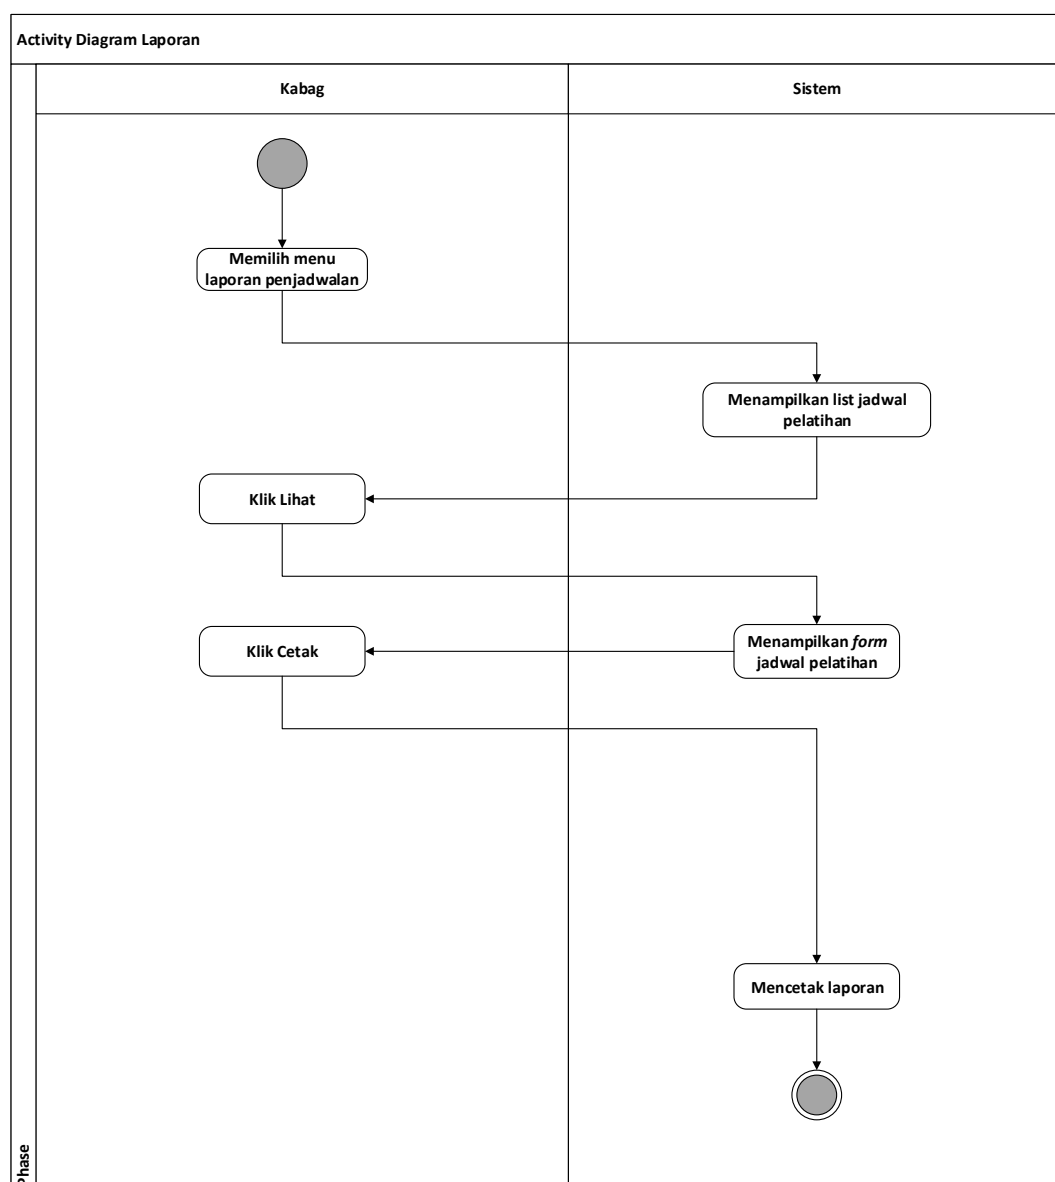 Activity Diagram Laporan
Kabag
Sistem
Memilih menu
laporan penjadwalan
Menampilkan list jadwal
pelatihan
Klik Lihat
Menampilkan form
jadwal pelatihan
Klik Cetak
Mencetak laporan
Phase